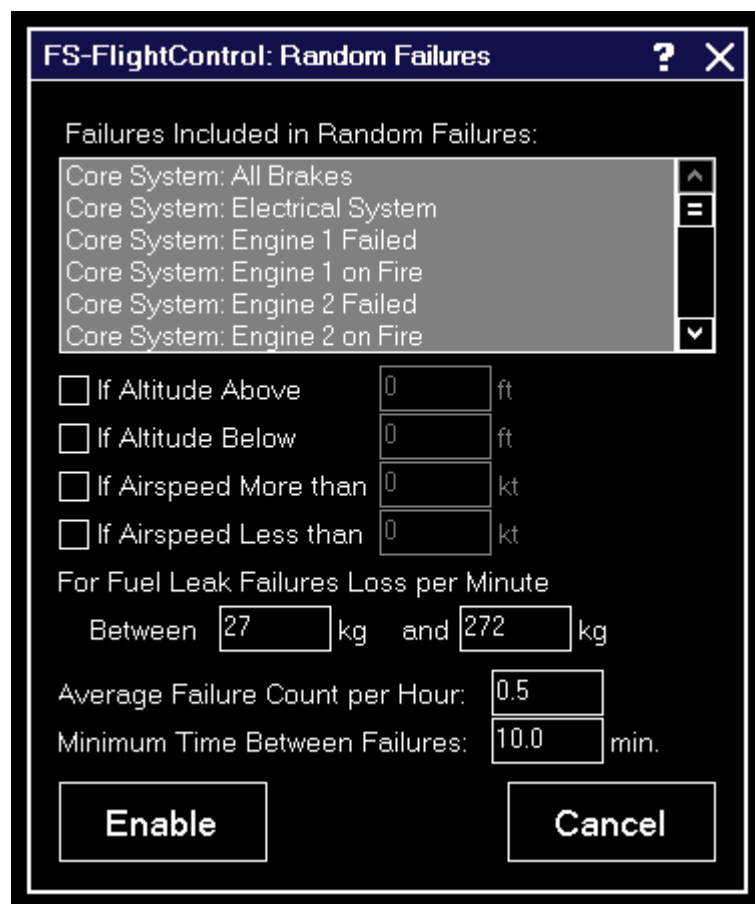 FS-FlightControl: Random Failures ?
Failures Included in Random Failures:
Core System: All Brakes
Core System: Electrical System
Core System: Engine 1 Failed
Core System: Engine 1 on Fire
Core System: Engine 2 Failed
Core System: Engine 2 on Fire
If Altitude Above 0 ft
If Altitude Below 0 ft
If Airspeed More than 0 kt
If Airspeed Less than 0 kt
For Fuel Leak Failures Loss per Minute
Between 27 kg and 272 kg
Average Failure Count per Hour: 0.5
Minimum Time Between Failures: 10.0 min.
Enable Cancel